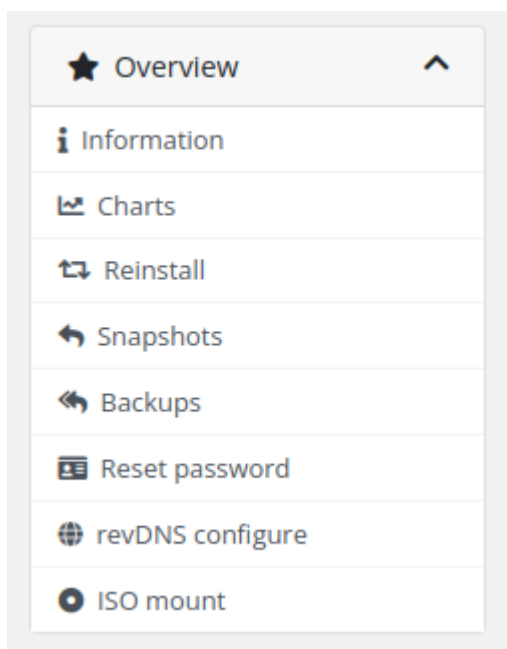 Overview
Information
Charts
Reinstall
Snapshots
Backups
Reset password
revDNS configure
ISO mount